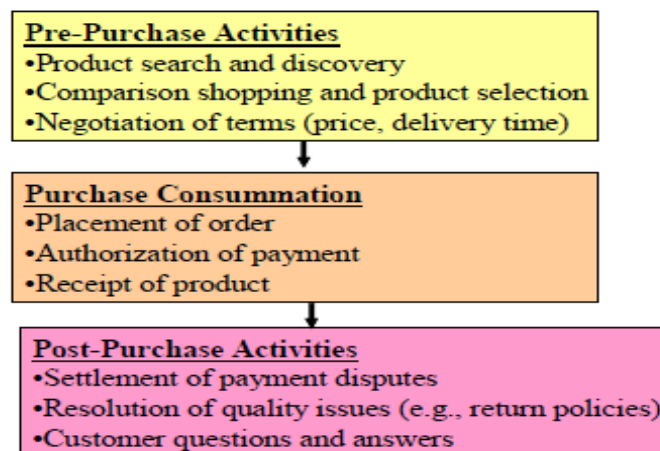 Pre-Purchase Activities
•Product search and discovery
•Comparison shopping and product selection
•Negotiation of terms (price, delivery time)
Purchase Consummation
•Placement of order
•Authorization of payment
•Receipt of product
Post-Purchase Activities
•Settlement of payment disputes
•Resolution of quality issues (e.g., return policies)
•Customer questions and answers